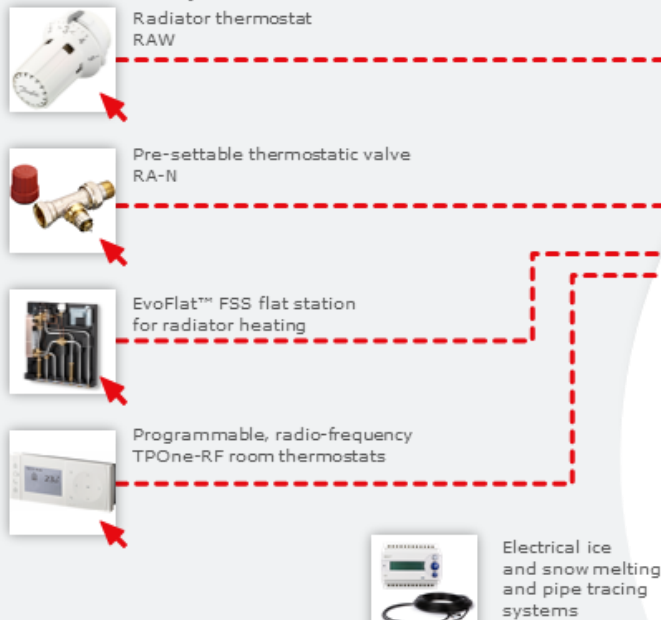 Radiator thermostat
RAW
Pre-settable thermostatic valve
RA-N
EvoFlat™ FSS flat station
for radiator heating
Programmable, radio-frequency
TPOne-RF room thermostats
Electrical ice
and snow melting
and pipe tracing
systems